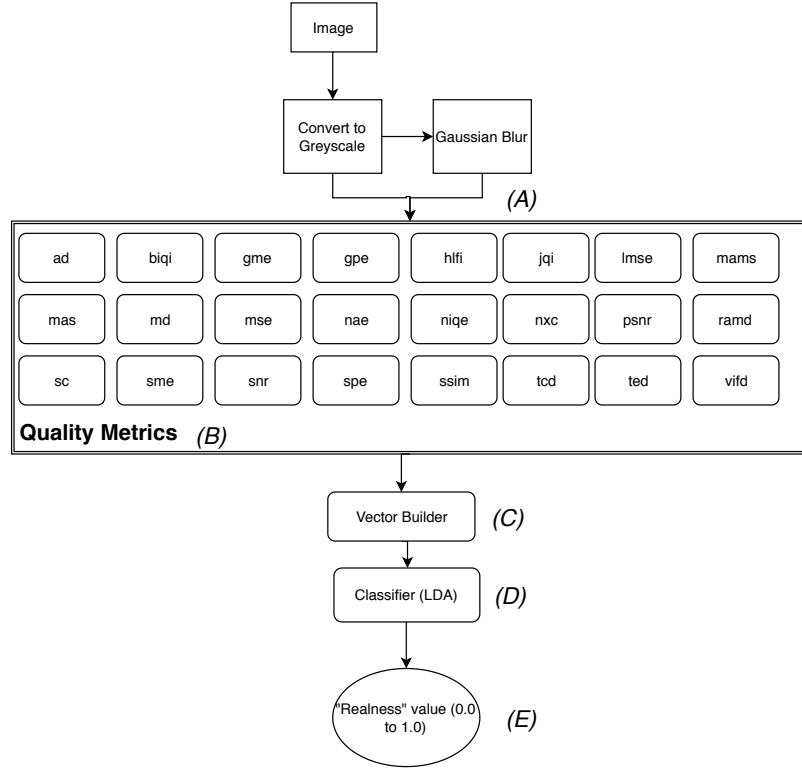 Image
Convert to
Greyscale
Gaussian Blur
(A)
ad biqi gme gpe hlfi jqi lmse mams
mas md mse nae niqe nxc psnr ramd
sc sme snr spe ssim tcd ted vifd
Quality Metrics (B)
Vector Builder (C)
Classifier (LDA) (D)
"Realness" value (0.0
to 1.0)
(E)